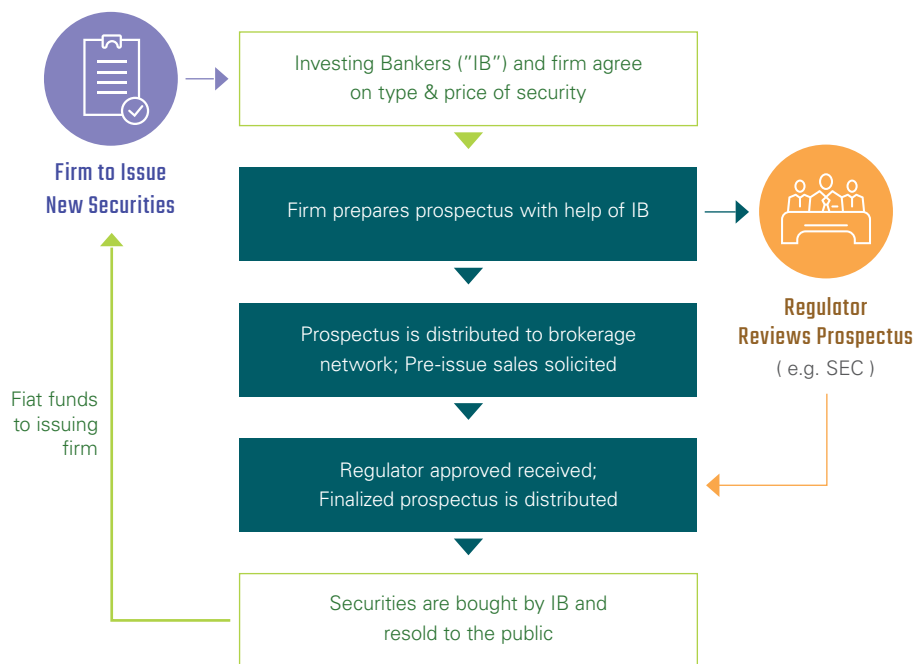 Investing Bankers ("IB") and firm agree
on type & price of security
Firm to Issue
New Securities
Firm prepares prospectus with help of IB
Regulator
Reviews Prospectus
( e.g. SEC )
Prospectus is distributed to brokerage
network; Pre-issue sales solicited
Fiat funds
to issuing
firm
Regulator approved received;
Finalized prospectus is distributed
Securities are bought by IB and
resold to the public